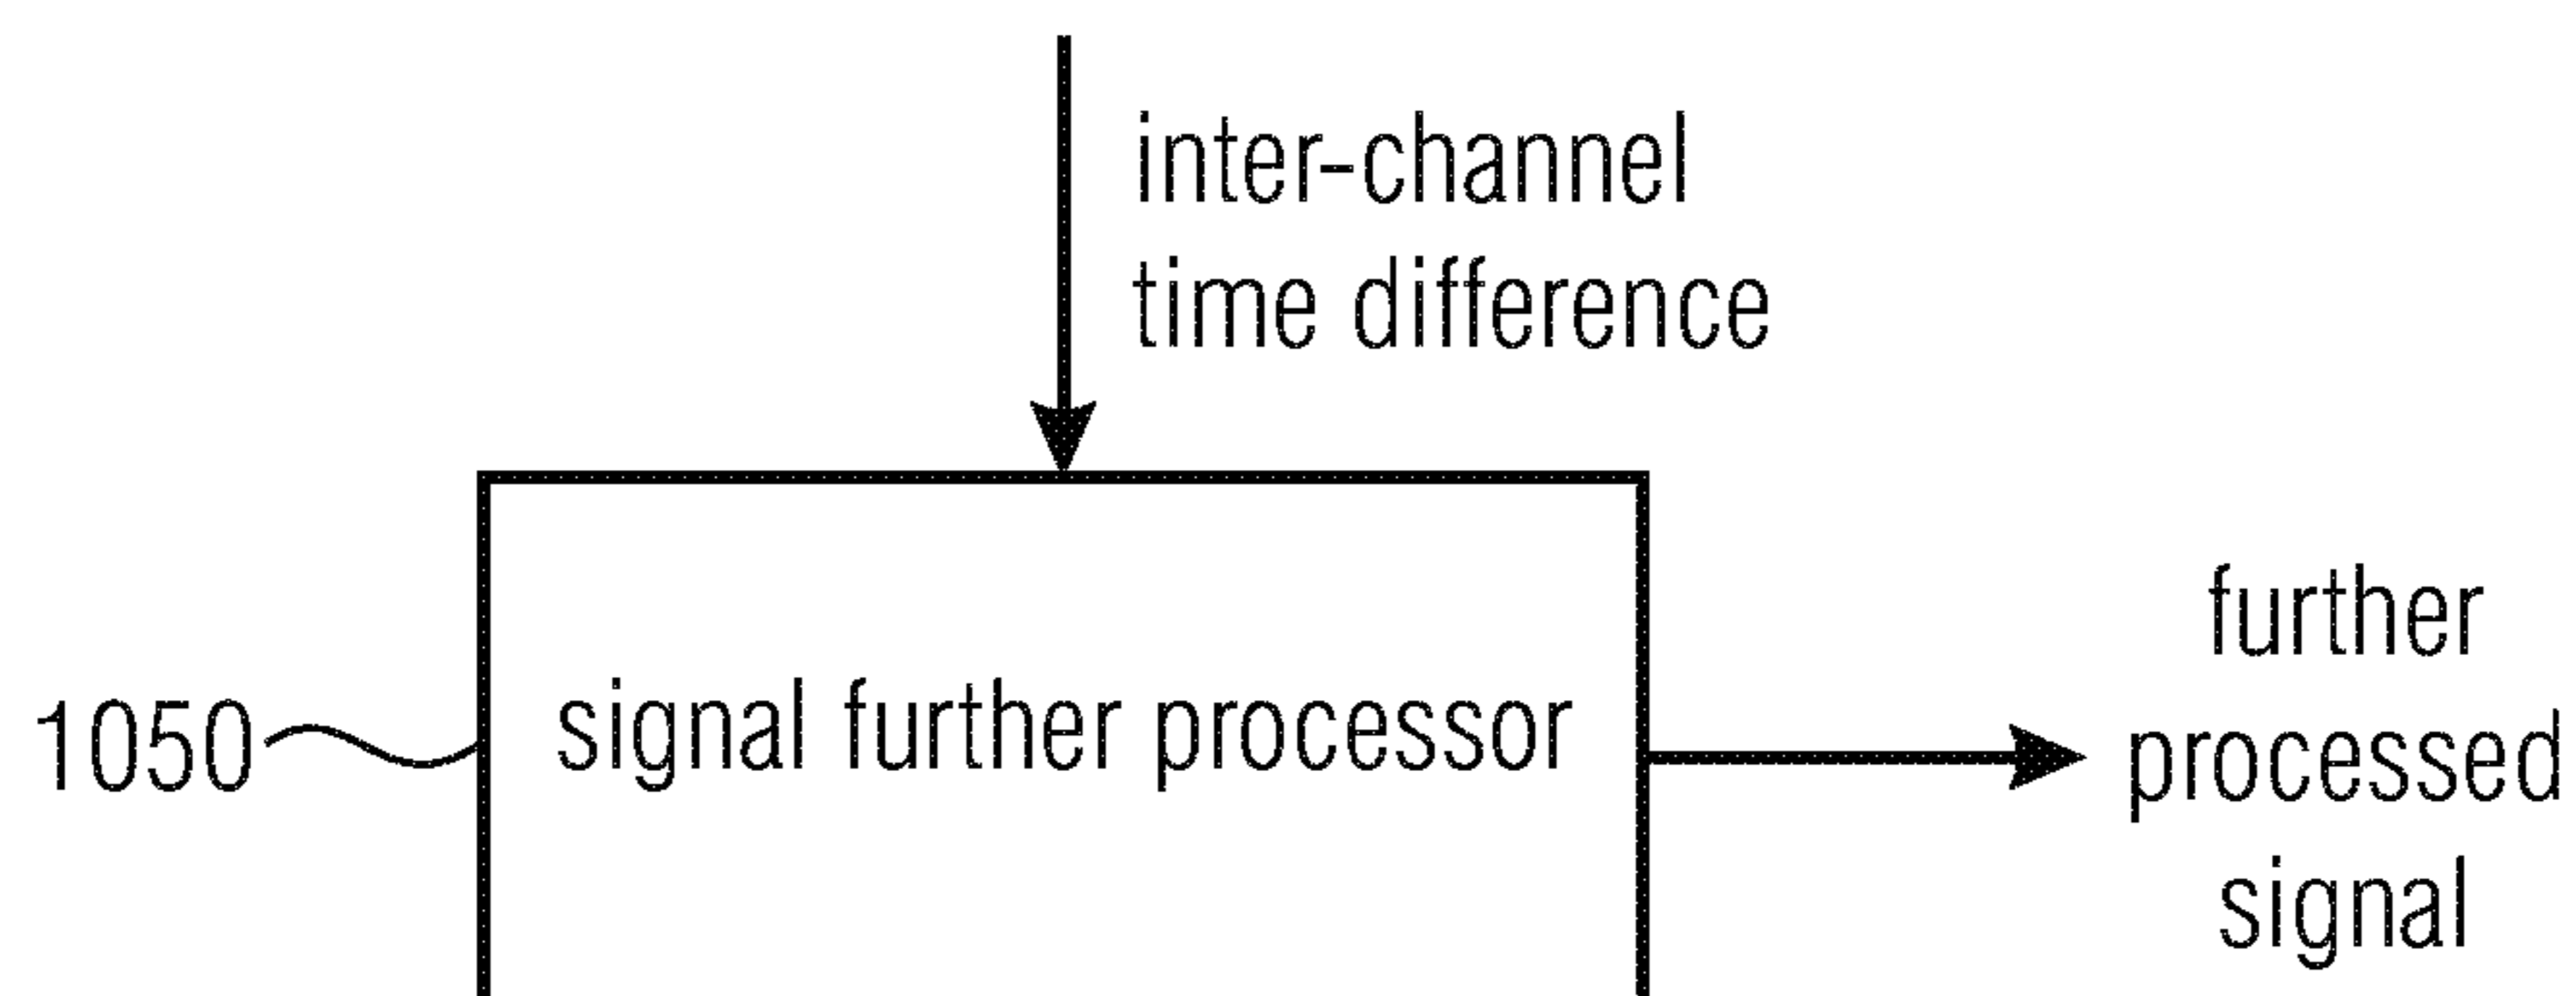 inter-channel
time difference
1050
signal further processor
further
processed
signal